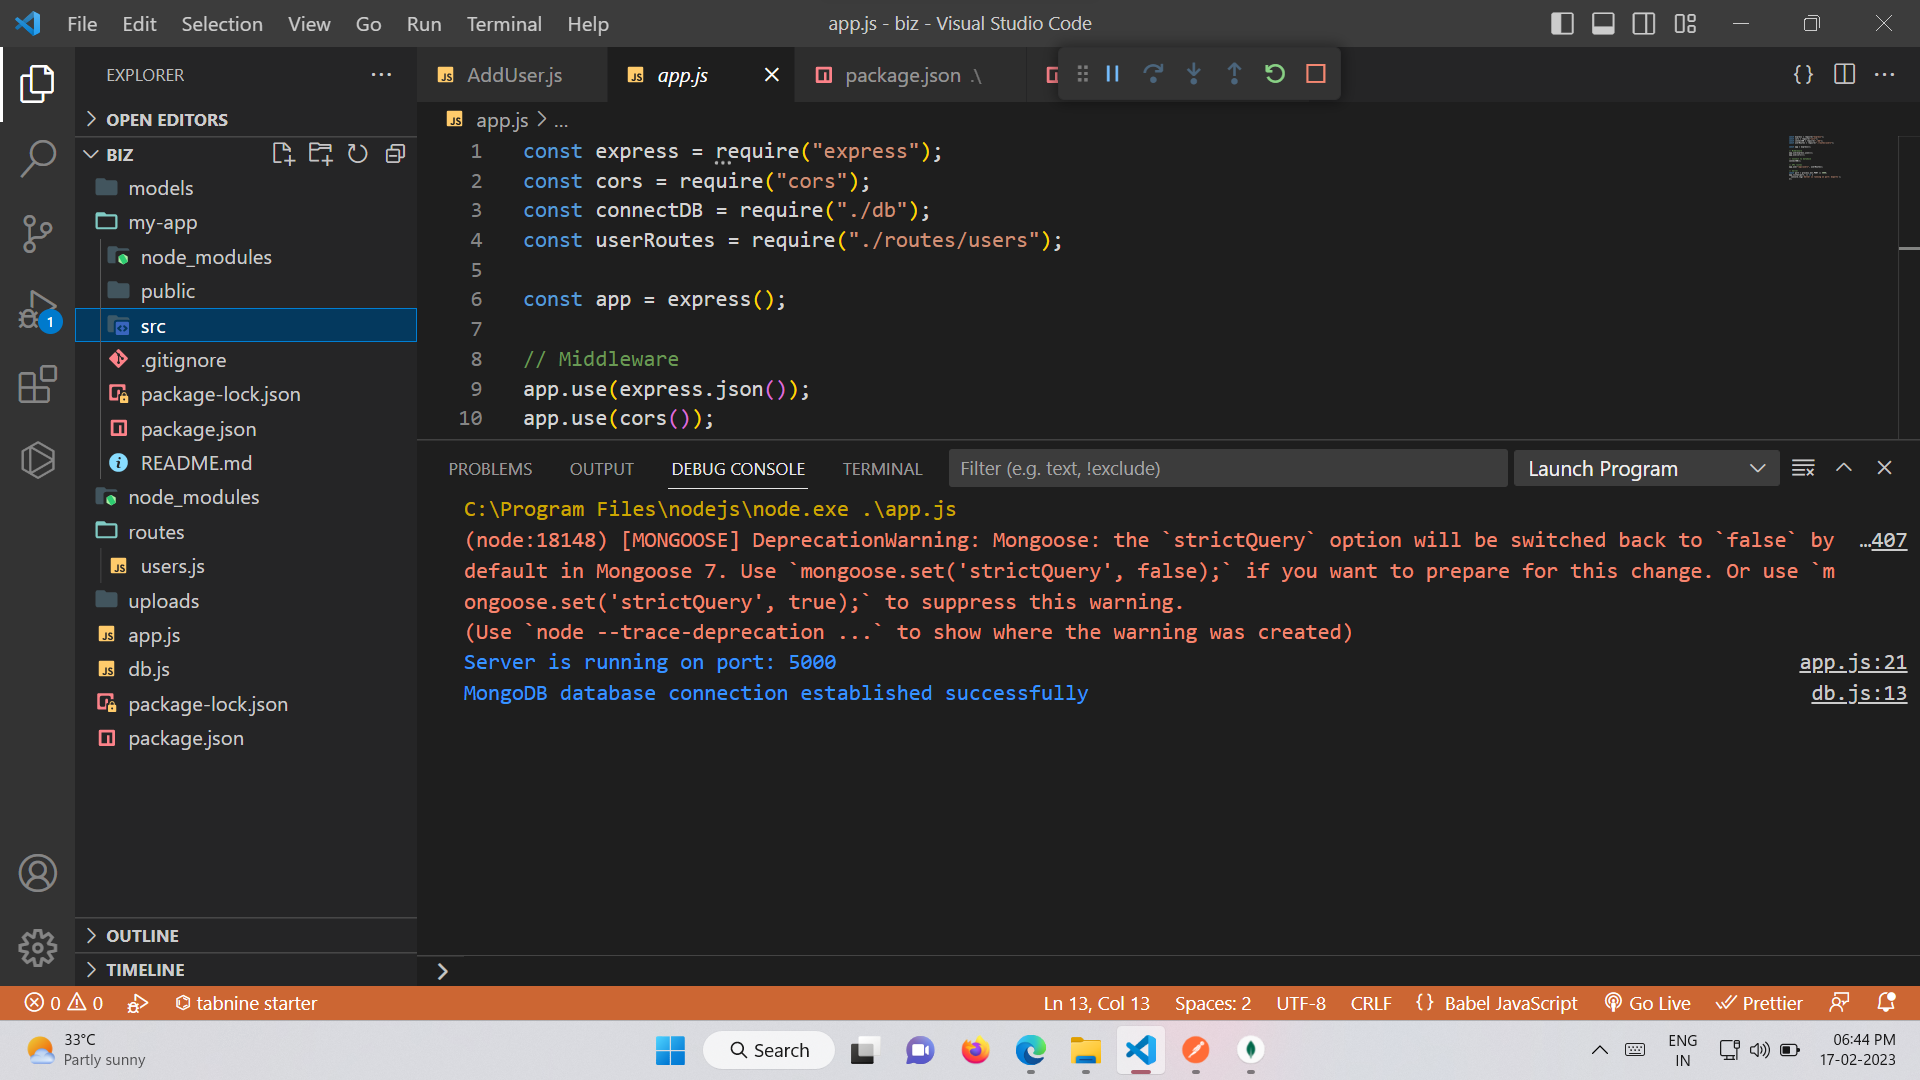 File Edit Selection View Go Run Terminal Help
app.js - biz - Visual Studio Code
EXPLORER
OPEN EDITORS
BIZ
models
my-app
node_modules
public
src
.gitignore
package-lock.json
package.json
README.md
node_modules
routes
users.js
uploads
app.js
db.js
package-lock.json
package.json
OUTLINE
TIMELINE
1
AddUser.js
app.js
package.json .\
app.js > ...
1 const express = require("express");
2 const cors = require("cors");
3 const connectDB = require("./db");
4 const userRoutes = require("./routes/users");
5
6 const app = express();
7
8 // Middleware
9 app.use(express.json());
10 app.use(cors());
PROBLEMS OUTPUT DEBUG CONSOLE TERMINAL
Filter (e.g. text, !exclude)
Launch Program
C:\Program Files\nodejs\node.exe .\app.js
(node:18148) [MONGOOSE] DeprecationWarning: Mongoose: the `strictQuery` option will be switched back to `false` by …407
default in Mongoose 7. Use `mongoose.set('strictQuery', false);` if you want to prepare for this change. Or use `m
ongoose.set('strictQuery', true);` to suppress this warning.
(Use `node --trace-deprecation ...` to show where the warning was created)
Server is running on port: 5000 app.js:21
MongoDB database connection established successfully db.js:13
0 0 tabnine starter
Ln 13, Col 13 Spaces: 2 UTF-8 CRLF {} Babel JavaScript Go Live Prettier
33°C
Partly sunny
Search
ENG
IN
06:44 PM
17-02-2023